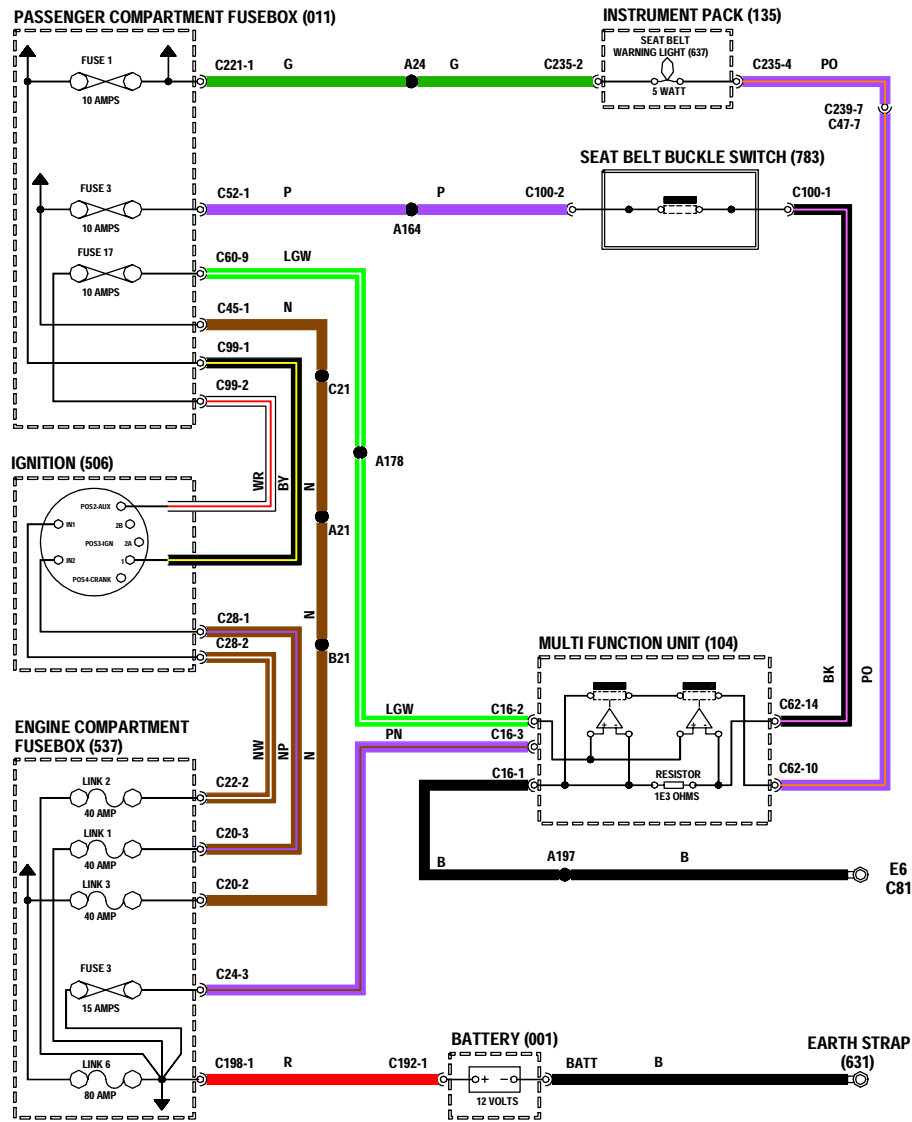 PASSENGER COMPARTMENT FUSEBOX (011)
INSTRUMENT PACK (135)
SEAT BELT
WARNING LIGHT (637)
5 WATT
FUSE 1
10 AMPS
C221-1
G
A24
G
C235-2
C235-4
PO
C239-7
C47-7
SEAT BELT BUCKLE SWITCH (783)
FUSE 3
10 AMPS
C52-1
P
A164
P
C100-2
C100-1
FUSE 17
10 AMPS
C60-9
LGW
C45-1
N
C99-1
C99-2
C21
A178
WR
BY
N
A21
IGNITION (506)
POS2-AUX
IN1
2B
POS3-IGN
2A
IN2
1
POS4-CRANK
C28-1
C28-2
N
B21
MULTI FUNCTION UNIT (104)
BK
PO
LGW
C16-2
C62-14
PN
C16-3
C16-1
C62-10
RESISTOR
1E3 OHMS
+
-
+
-
ENGINE COMPARTMENT
FUSEBOX (537)
NW
NP
N
LINK 2
40 AMP
C22-2
LINK 1
40 AMP
C20-3
LINK 3
40 AMP
C20-2
B
A197
B
E6
C81
FUSE 3
15 AMPS
C24-3
LINK 6
80 AMP
C198-1
R
C192-1
BATTERY (001)
+
-
12 VOLTS
BATT
B
EARTH STRAP
(631)